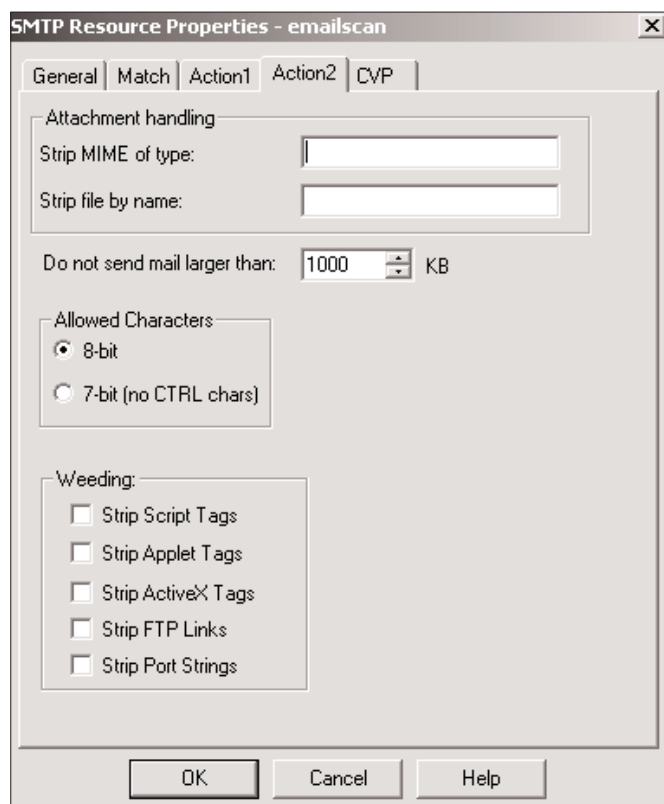 SMTP Resource Properties - emailscan
General Match Action1 Action2 CVP
Attachment handling
Strip MIME of type:
Strip file by name:
Do not send mail larger than: 1000 KB
Allowed Characters
8-bit
7-bit (no CTRL chars)
Weeding:
Strip Script Tags
Strip Applet Tags
Strip ActiveX Tags
Strip FTP Links
Strip Port Strings
OK Cancel Help